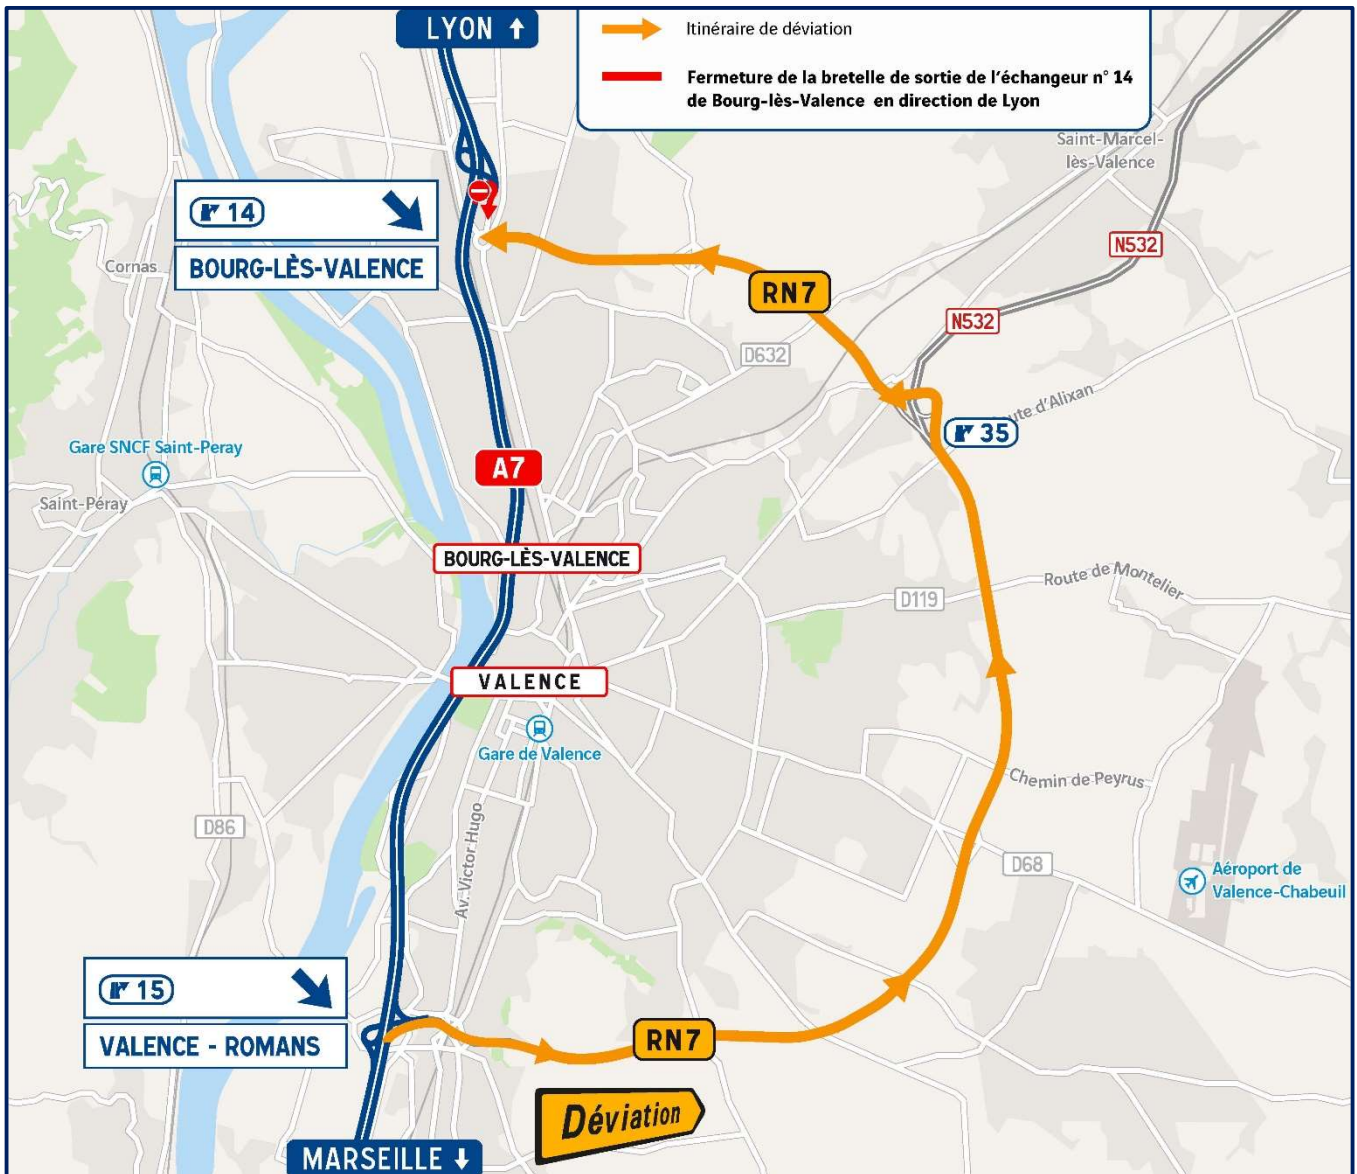 LYON ↑
Itinéraire de déviation
Fermeture de la bretelle de sortie de l'échangeur n° 14
de Bourg-lès-Valence en direction de Lyon
Saint-Marcel-
lès-Valence
14
BOURG-LÈS-VALENCE
Cornas
N532
RN7
N532
D632
Route d'Alixan
35
Gare SNCF Saint-Peray
A7
Saint-Péray
BOURG-LÈS-VALENCE
Route de Montelier
D119
VALENCE
Gare de Valence
Chemin de Peyrus
D86
Av. Victor Hugo
D68
Aéroport de
Valence-Chabeuil
15
VALENCE - ROMANS
RN7
Déviation
MARSEILLE ↓